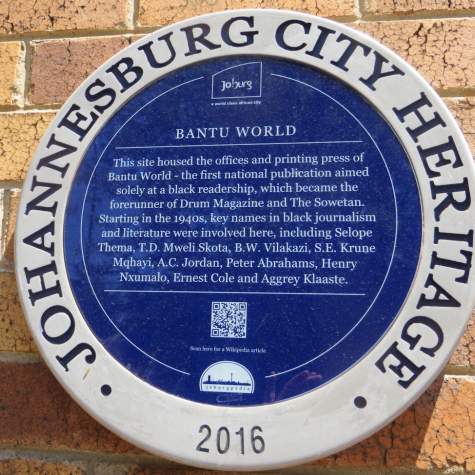 · JOHANNESBURG CITY HERITAGE ·
Joburg
a world class african city
BANTU WORLD
This site housed the offices and printing press of
Bantu World - the first national publication aimed
solely at a black readership, which became the
forerunner of Drum Magazine and The Sowetan.
Starting in the 1940s, key names in black journalism
and literature were involved here, including Selope
Thema, T.D. Mweli Skota, B.W. Vilakazi, S.E. Krune
Mqhayi, A.C. Jordan, Peter Abrahams, Henry
Nxumalo, Ernest Cole and Aggrey Klaaste.
Scan here for a Wikipedia article
joburgpedia
2016